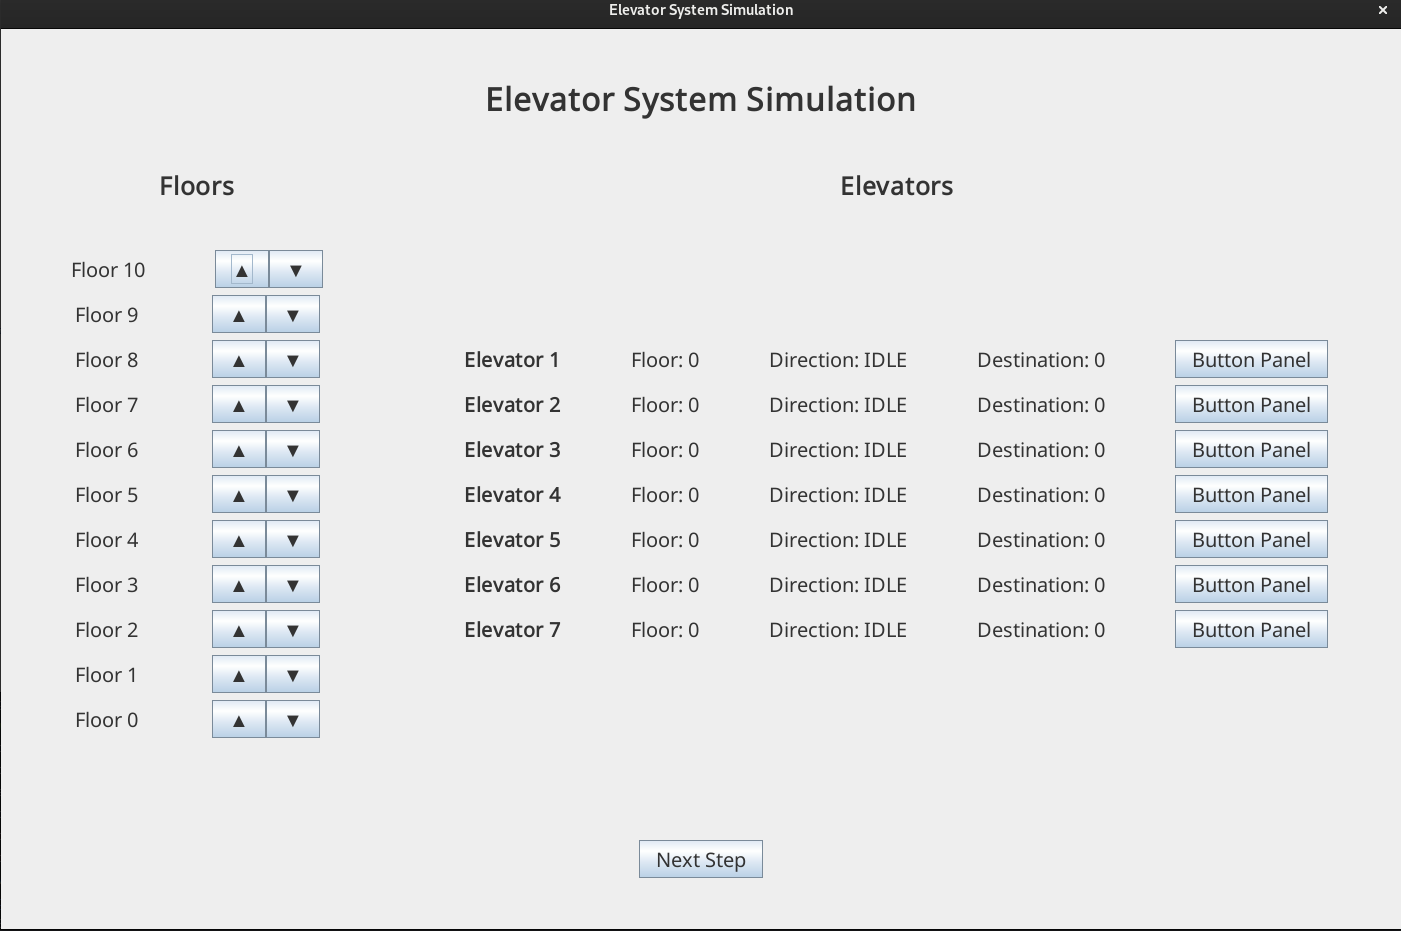 Elevator System Simulation ×
Elevator System Simulation
Floors Elevators
Floor 10 ▲ ▼
Floor 9 ▲ ▼
Floor 8 ▲ ▼ Elevator 1 Floor: 0 Direction: IDLE Destination: 0 Button Panel
Floor 7 ▲ ▼ Elevator 2 Floor: 0 Direction: IDLE Destination: 0 Button Panel
Floor 6 ▲ ▼ Elevator 3 Floor: 0 Direction: IDLE Destination: 0 Button Panel
Floor 5 ▲ ▼ Elevator 4 Floor: 0 Direction: IDLE Destination: 0 Button Panel
Floor 4 ▲ ▼ Elevator 5 Floor: 0 Direction: IDLE Destination: 0 Button Panel
Floor 3 ▲ ▼ Elevator 6 Floor: 0 Direction: IDLE Destination: 0 Button Panel
Floor 2 ▲ ▼ Elevator 7 Floor: 0 Direction: IDLE Destination: 0 Button Panel
Floor 1 ▲ ▼
Floor 0 ▲ ▼
Next Step